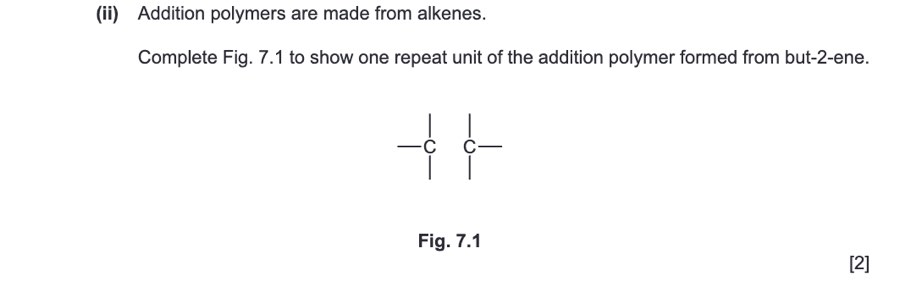 (ii) Addition polymers are made from alkenes.
Complete Fig. 7.1 to show one repeat unit of the addition polymer formed from but-2-ene.
C C
Fig. 7.1
[2]